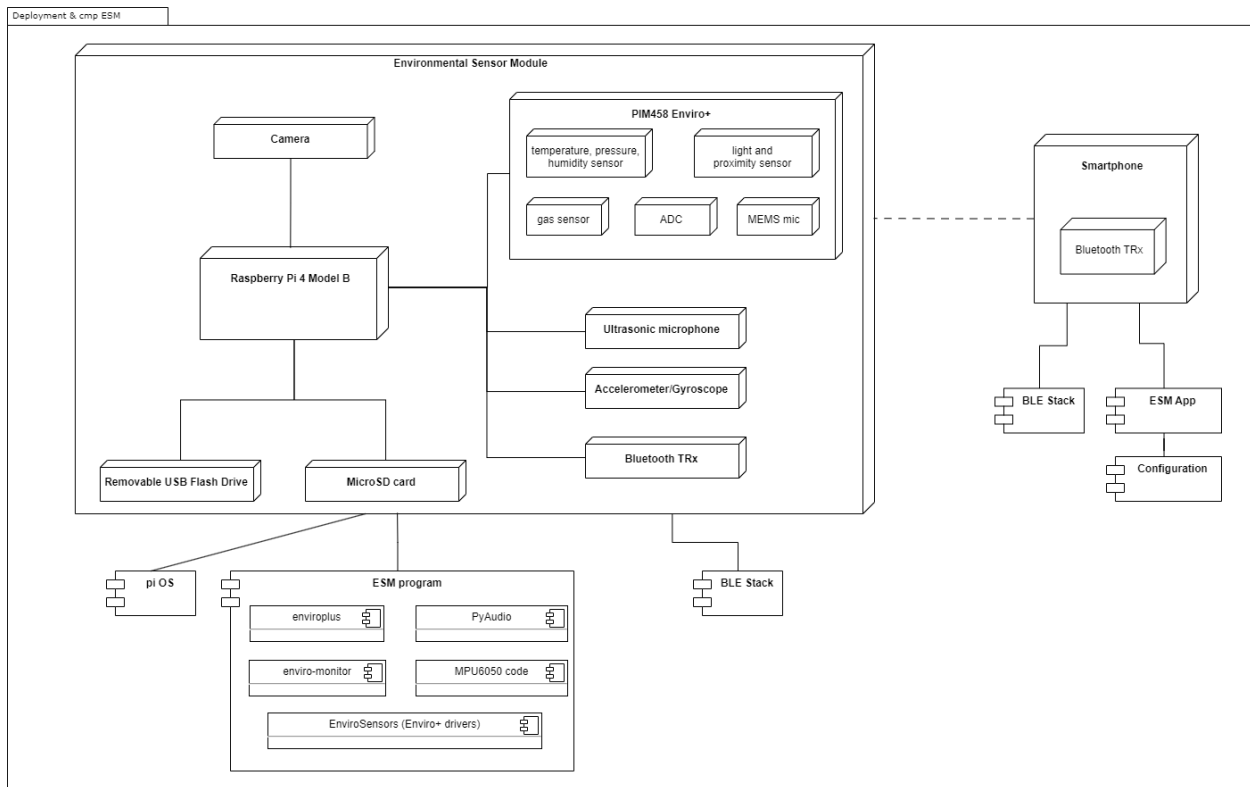 Deployment & cmp ESM
Environmental Sensor Module
Camera
PIM458 Enviro+
temperature, pressure,
humidity sensor
light and
proximity sensor
gas sensor
ADC
MEMS mic
Smartphone
Bluetooth TRx
Raspberry Pi 4 Model B
Ultrasonic microphone
Accelerometer/Gyroscope
Bluetooth TRx
Removable USB Flash Drive
MicroSD card
BLE Stack
ESM App
Configuration
pi OS
ESM program
BLE Stack
enviroplus
PyAudio
enviro-monitor
MPU6050 code
EnviroSensors (Enviro+ drivers)